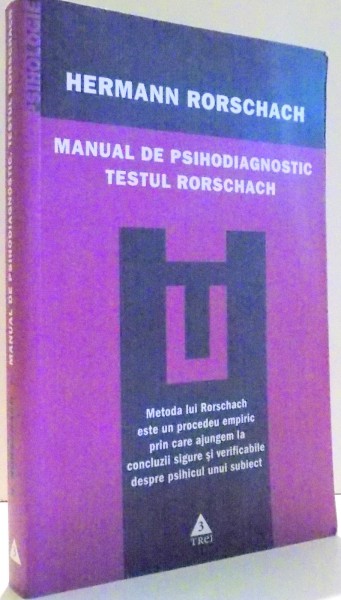 PSIHOLOGIE
HERMANN RORSCHACH
MANUAL DE PSIHODIAGNOSTIC
TESTUL RORSCHACH
Metoda lui Rorschach
este un procedeu empiric
prin care ajungem la
concluzii sigure și verificabile
despre psihicul unui subiect
3
TREI
MANUAL DE PSIHODIAGNOSTIC. TESTUL RORSCHACH
3